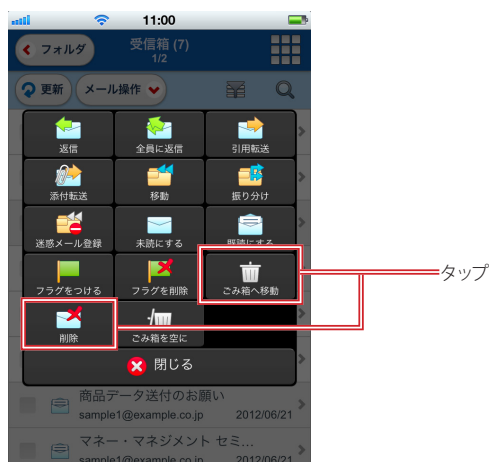 11:00
フォルダ
受信箱 (7)
1/2
更新
メール操作
返信
全員に返信
引用転送
添付転送
移動
振り分け
迷惑メール登録
未読にする
既読にする
フラグをつける
フラグを削除
ごみ箱へ移動
タップ
削除
ごみ箱を空に
閉じる
商品データ送付のお願い
sample1@example.co.jp 2012/06/21
マネー・マネジメント セミ…
sample1@example.co.jp 2012/06/21